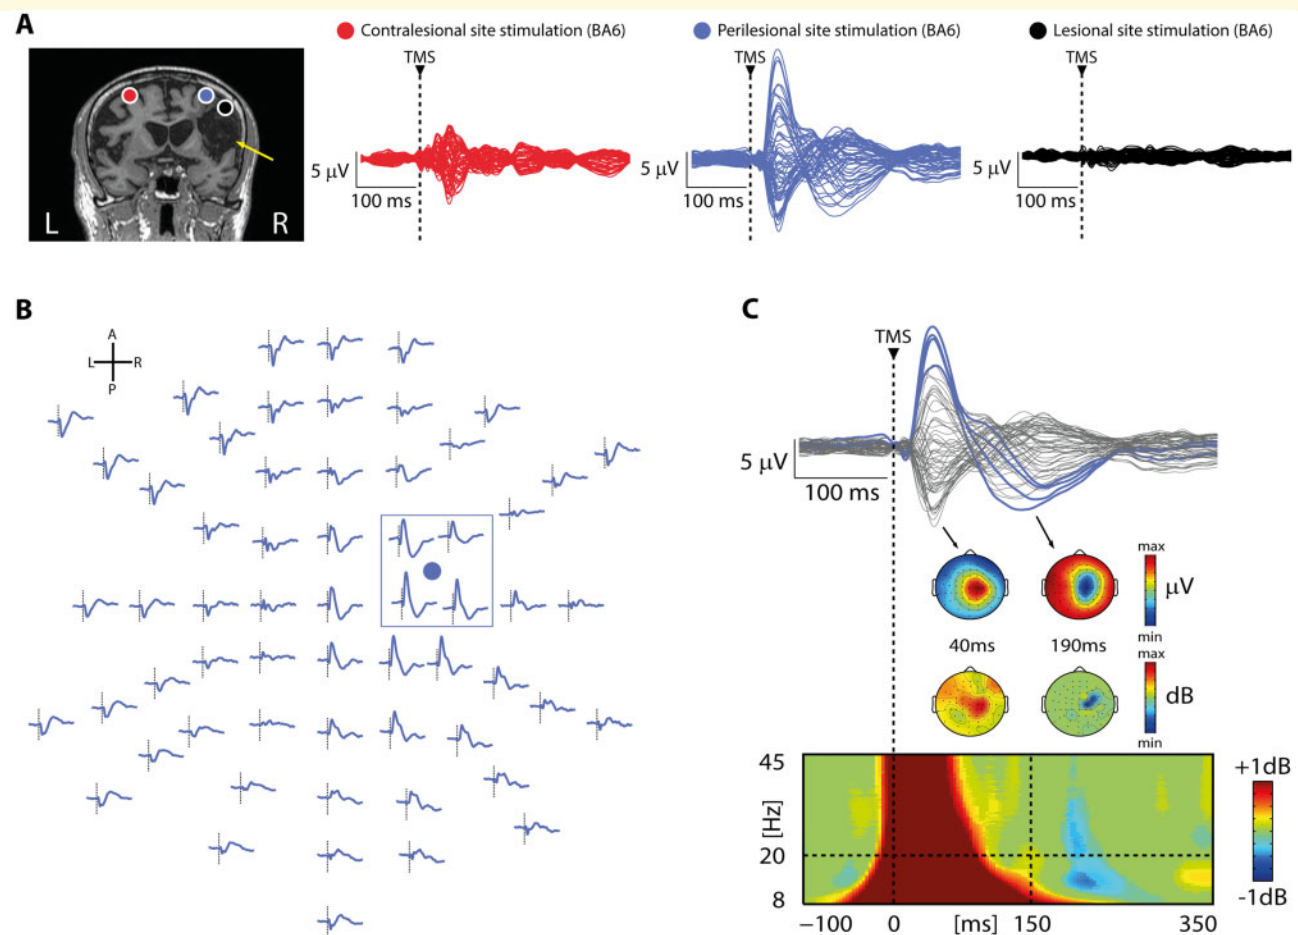 A
Contralesional site stimulation (BA6)
Perilesional site stimulation (BA6)
Lesional site stimulation (BA6)
TMS
TMS
TMS
5 µV
100 ms
5 µV
100 ms
5 µV
100 ms
L
R
B
A
L
R
P
C
TMS
5 µV
100 ms
max
µV
min
40ms
190ms
max
dB
min
45
[Hz]
20
8
−100
0
[ms]
150
350
+1dB
-1dB